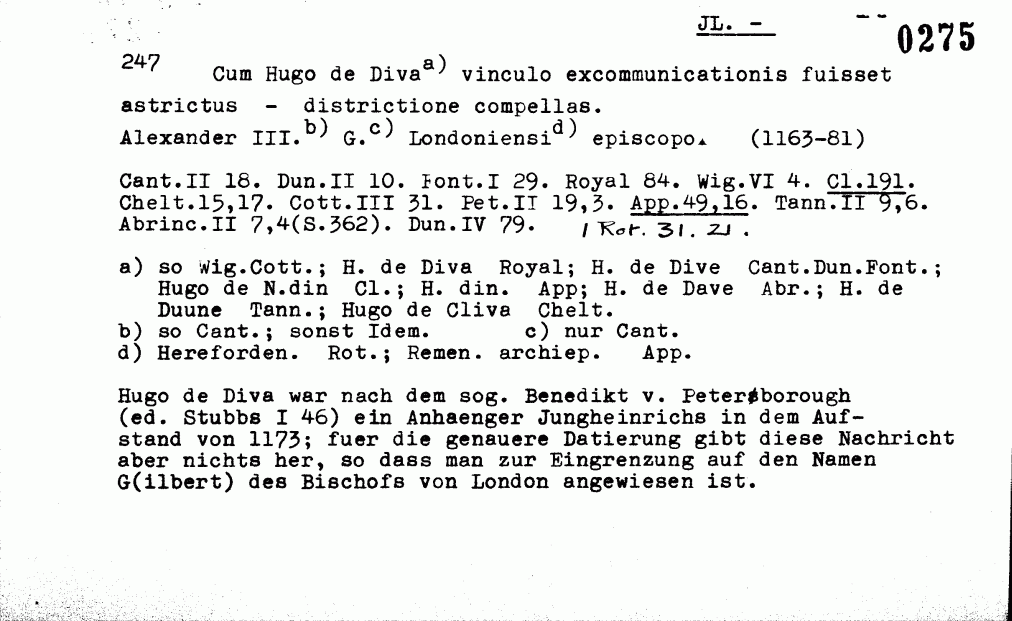 JL. -
0275
247
Cum Hugo de Diva a) vinculo excommunicationis fuisset
astrictus - districtione compellas.
Alexander III. b) G. c) Londoniensi d) episcopo. (1163-81)
Cant.II 18. Dun.II 10. Font.I 29. Royal 84. Wig.VI 4. Cl.191.
Chelt.15,17. Cott.III 31. Pet.II 19,3. App.49,16. Tann.II 9,6.
Abrinc.II 7,4(S.362). Dun.IV 79. 1 Rot. 31. 21.
a) so Wig.Cott.; H. de Diva Royal; H. de Dive Cant.Dun.Font.;
Hugo de N.din Cl.; H. din. App; H. de Dave Abr.; H. de
Duune Tann.; Hugo de Cliva Chelt.
b) so Cant.; sonst Idem. c) nur Cant.
d) Hereforden. Rot.; Remen. archiep. App.
Hugo de Diva war nach dem sog. Benedikt v. Peterborough
(ed. Stubbs I 46) ein Anhaenger Jungheinrichs in dem Auf-
stand von 1173; fuer die genauere Datierung gibt diese Nachricht
aber nichts her, so dass man zur Eingrenzung auf den Namen
G(ilbert) des Bischofs von London angewiesen ist.